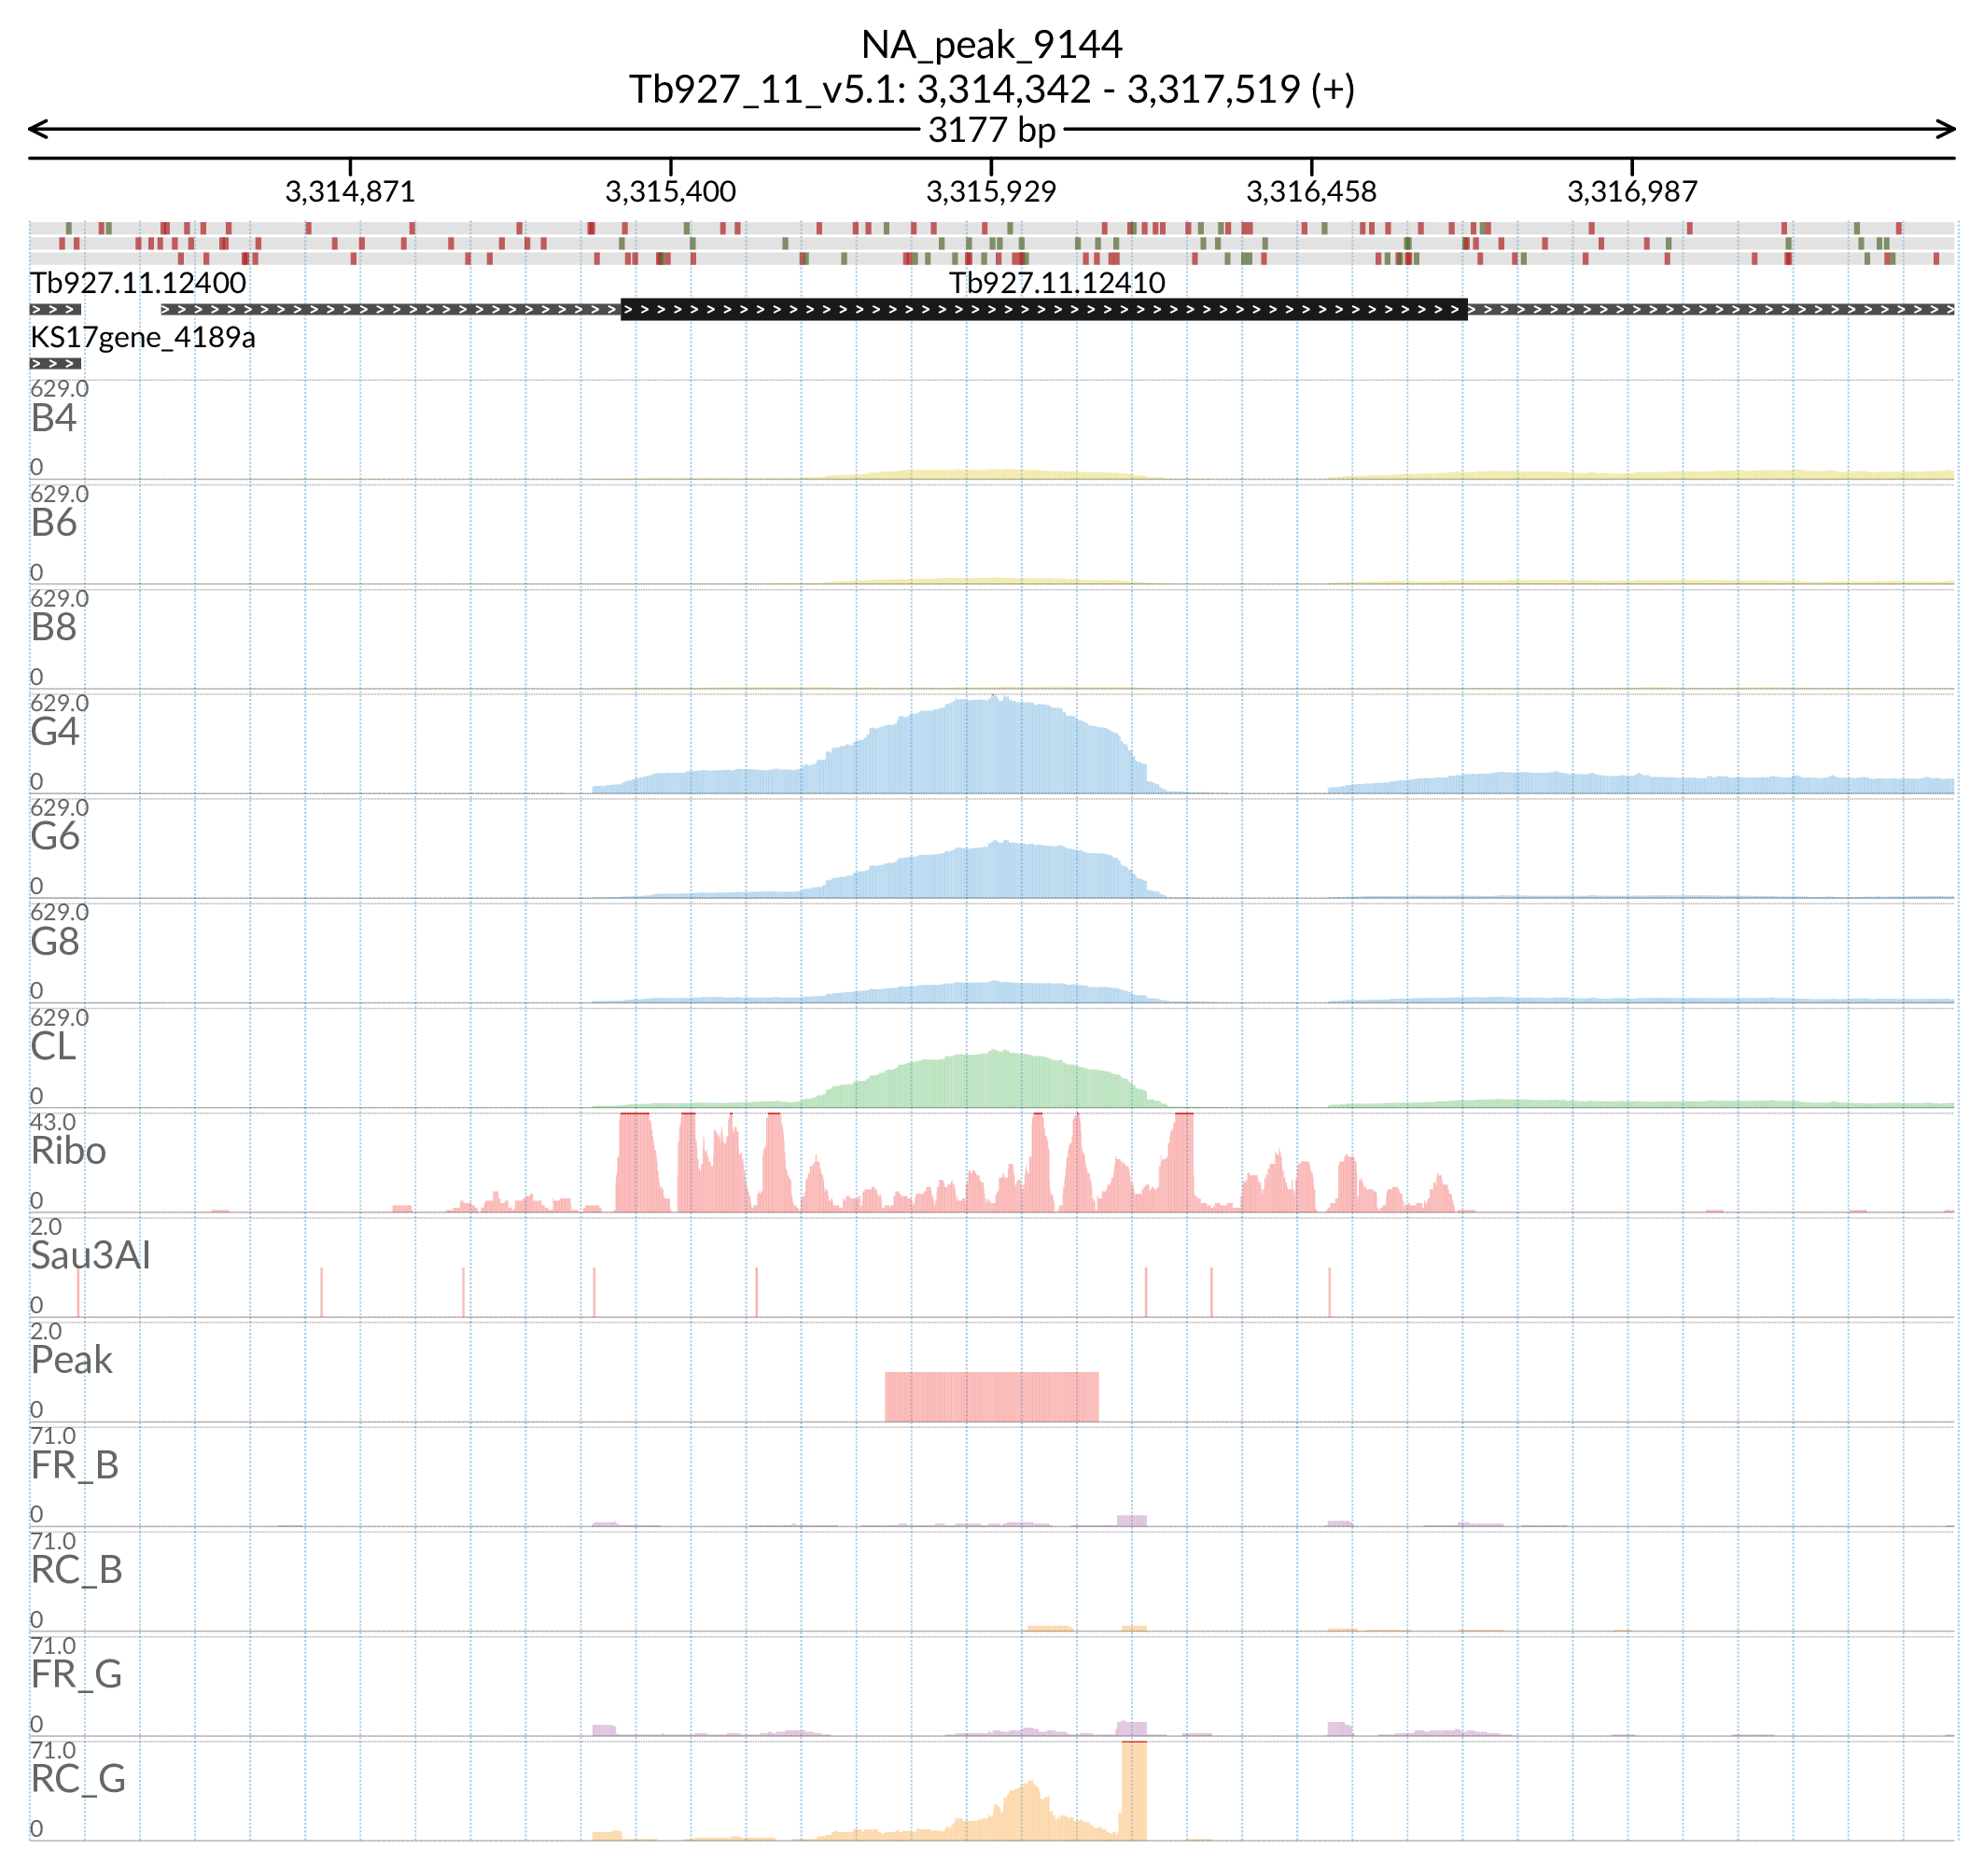 NA_peak_9144
Tb927_11_v5.1: 3,314,342 - 3,317,519 (+)
3177 bp
3,314,871 3,315,400 3,315,929 3,316,458 3,316,987
Tb927.11.12400 Tb927.11.12410
KS17gene_4189a
629.0
B4
0
629.0
B6
0
629.0
B8
0
629.0
G4
0
629.0
G6
0
629.0
G8
0
629.0
CL
0
43.0
Ribo
0
2.0
Sau3AI
0
2.0
Peak
0
71.0
FR_B
0
71.0
RC_B
0
71.0
FR_G
0
71.0
RC_G
0